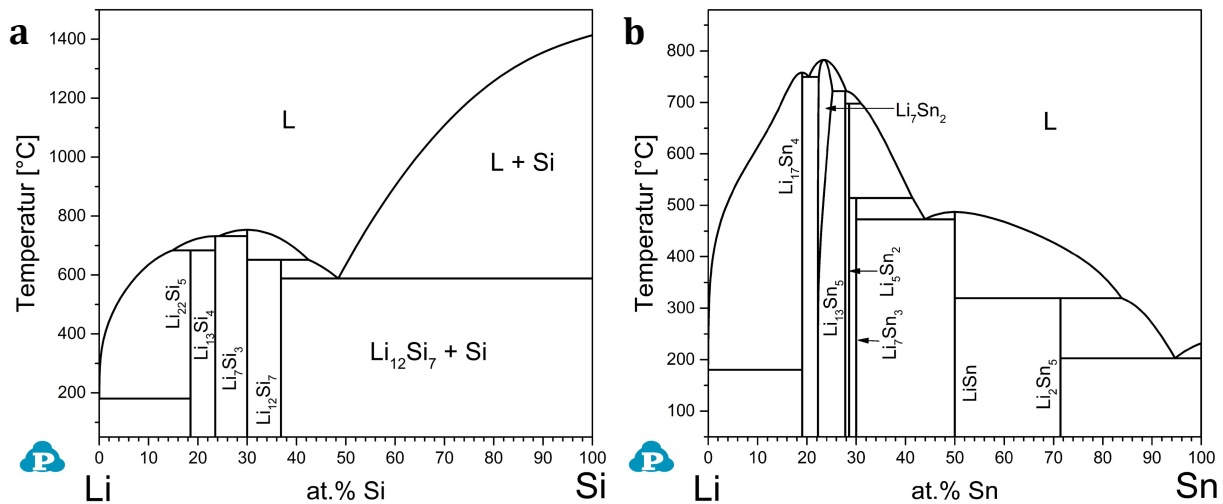 a
Temperatur [°C]
1400
1200
1000
800
600
400
200
L
L + Si
Li₂₂Si₅
Li₁₃Si₄
Li₇Si₃
Li₁₂Si₇
Li₁₂Si₇ + Si
0 10 20 30 40 50 60 70 80 90 100
Li at.% Si Si
P
b
Temperatur [°C]
800
700
600
500
400
300
200
100
L
Li₇Sn₂
Li₁₇Sn₄
Li₁₃Sn₅
Li₅Sn₂
Li₇Sn₃
LiSn
Li₂Sn₅
0 10 20 30 40 50 60 70 80 90 100
Li at.% Sn Sn
P